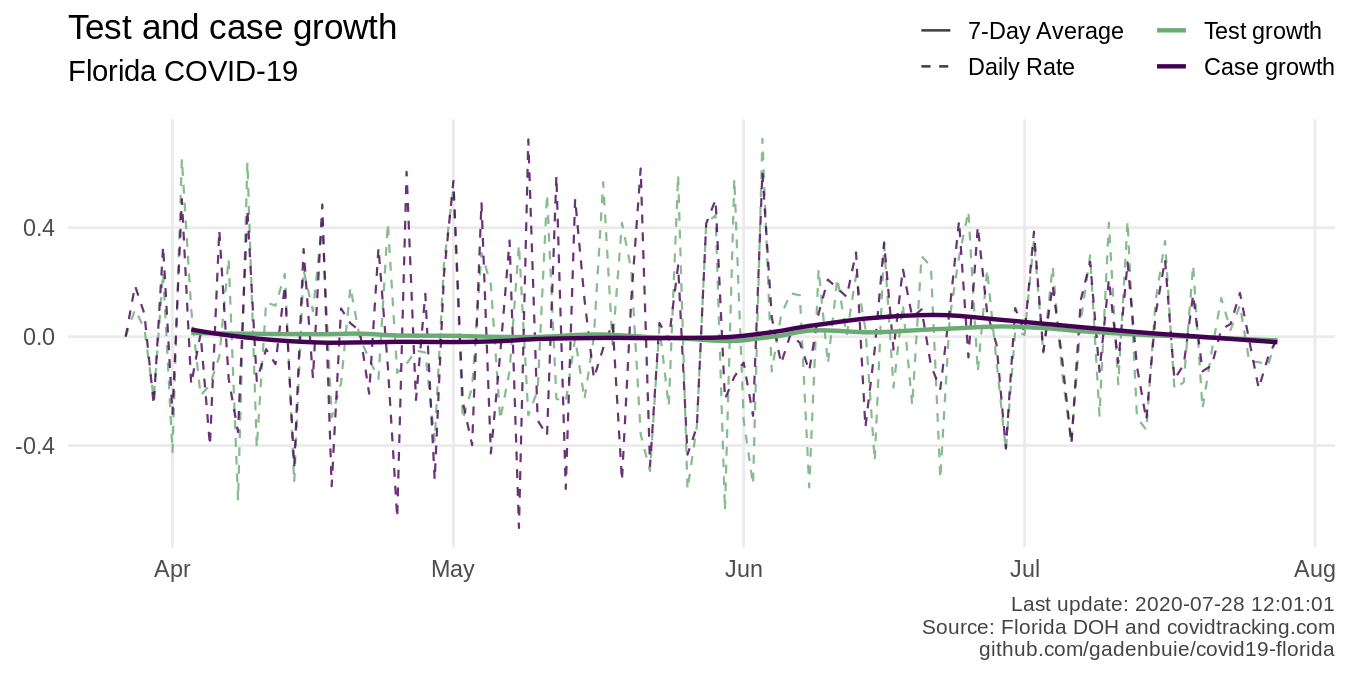 Test and case growth
Florida COVID-19
7-Day Average
Test growth
Daily Rate
Case growth
0.4
0.0
-0.4
Apr
May
Jun
Jul
Aug
Last update: 2020-07-28 12:01:01
Source: Florida DOH and covidtracking.com
github.com/gadenbuie/covid19-florida